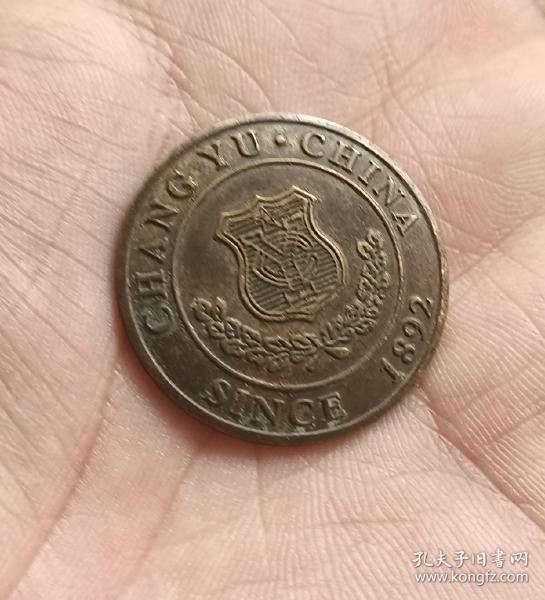 CHANG YU · CHINA
SINCE 1892
孔夫子旧书网
www.kongfz.com